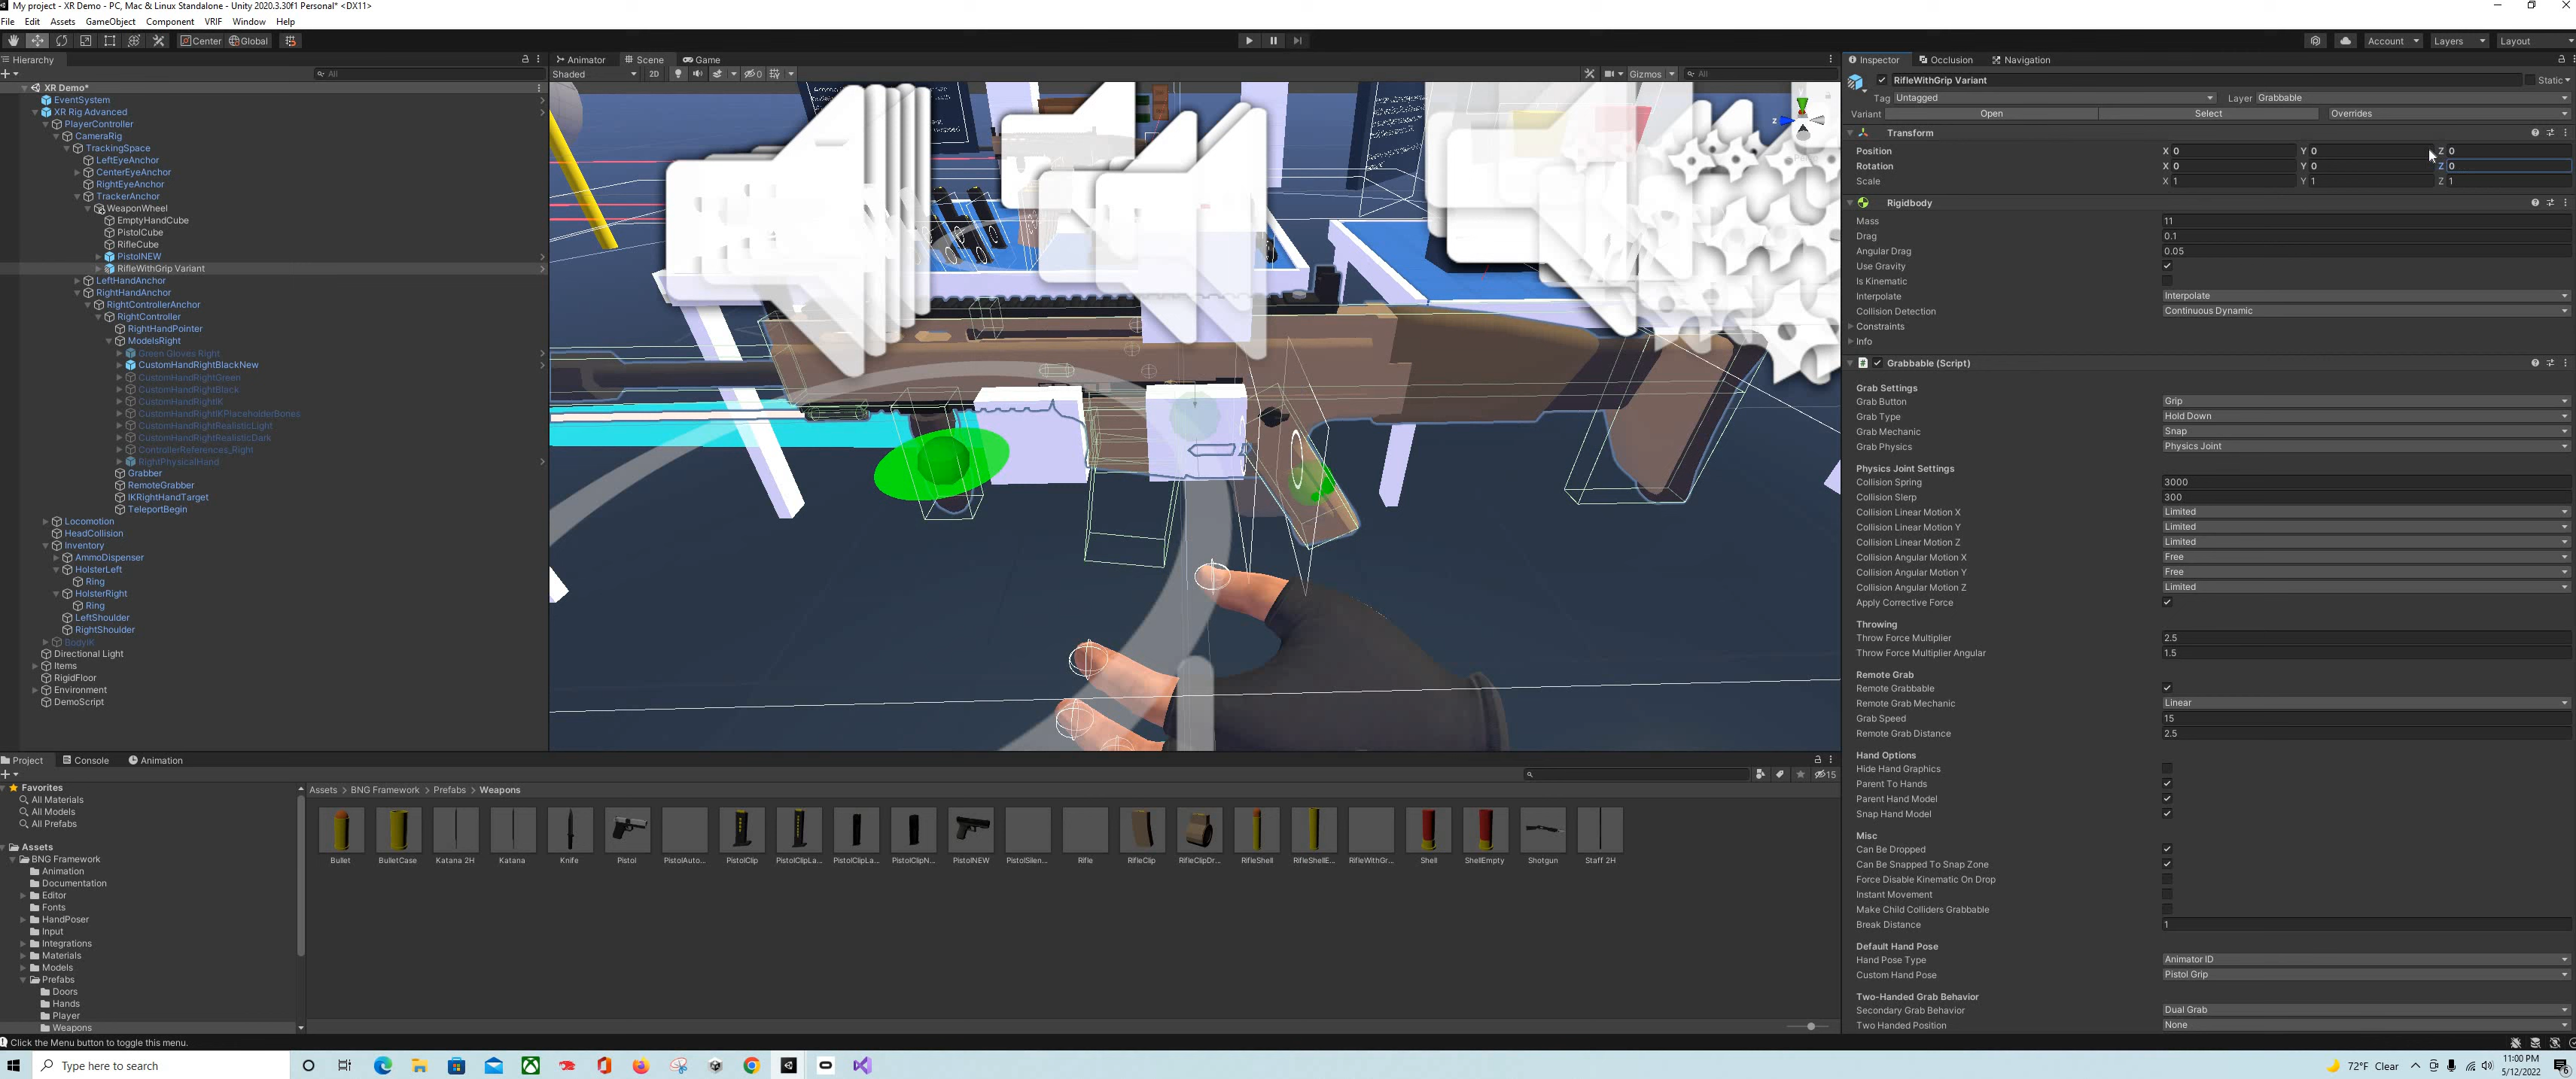 My project - XR Demo - PC, Mac & Linux Standalone - Unity 2020.3.30f1 Personal* <DX11>
File Edit Assets GameObject Component VRIF Window Help
Center Global
Account Layers Layout
Hierarchy
All
XR Demo*
EventSystem
XR Rig Advanced
PlayerController
CameraRig
TrackingSpace
LeftEyeAnchor
CenterEyeAnchor
RightEyeAnchor
TrackerAnchor
WeaponWheel
EmptyHandCube
PistolCube
RifleCube
PistolNEW
RifleWithGrip Variant
LeftHandAnchor
RightHandAnchor
RightControllerAnchor
RightController
RightHandPointer
ModelsRight
Green Gloves Right
CustomHandRightBlackNew
CustomHandRightGreen
CustomHandRightBlack
CustomHandRightIK
CustomHandRightIKPlaceholderBones
CustomHandRightRealisticLight
CustomHandRightRealisticDark
ControllerReferences_Right
RightPhysicalHand
Grabber
RemoteGrabber
IKRightHandTarget
TeleportBegin
Locomotion
HeadCollision
Inventory
AmmoDispenser
HolsterLeft
Ring
HolsterRight
Ring
LeftShoulder
RightShoulder
BodyIK
Directional Light
Items
RigidFloor
Environment
DemoScript
Animator Scene Game
Shaded 2D 0 Gizmos All
y
z
Inspector Occlusion Navigation
RifleWithGrip Variant Static
Tag Untagged Layer Grabbable
Variant Open Select Overrides
Transform
Position X 0 Y 0 Z 0
Rotation X 0 Y 0 Z 0
Scale X 1 Y 1 Z 1
Rigidbody
Mass 11
Drag 0.1
Angular Drag 0.05
Use Gravity
Is Kinematic
Interpolate Interpolate
Collision Detection Continuous Dynamic
Constraints
Info
Grabbable (Script)
Grab Settings
Grab Button Grip
Grab Type Hold Down
Grab Mechanic Snap
Grab Physics Physics Joint
Physics Joint Settings
Collision Spring 3000
Collision Slerp 300
Collision Linear Motion X Limited
Collision Linear Motion Y Limited
Collision Linear Motion Z Limited
Collision Angular Motion X Free
Collision Angular Motion Y Free
Collision Angular Motion Z Limited
Apply Corrective Force
Throwing
Throw Force Multiplier 2.5
Throw Force Multiplier Angular 1.5
Remote Grab
Remote Grabbable
Remote Grab Mechanic Linear
Grab Speed 15
Remote Grab Distance 2.5
Hand Options
Hide Hand Graphics
Parent To Hands
Parent Hand Model
Snap Hand Model
Misc
Can Be Dropped
Can Be Snapped To Snap Zone
Force Disable Kinematic On Drop
Instant Movement
Make Child Colliders Grabbable
Break Distance 1
Default Hand Pose
Hand Pose Type Animator ID
Custom Hand Pose Pistol Grip
Two-Handed Grab Behavior
Secondary Grab Behavior Dual Grab
Two Handed Position None
Project Console Animation
15
Favorites
All Materials
All Models
All Prefabs
Assets
BNG Framework
Animation
Documentation
Editor
Fonts
HandPoser
Input
Integrations
Materials
Models
Prefabs
Doors
Hands
Player
Weapons
Assets > BNG Framework > Prefabs > Weapons
Bullet BulletCase Katana 2H Katana Knife Pistol PistolAuto... PistolClip PistolClipLa... PistolClipLa... PistolClipN... PistolNEW PistolSilen... Rifle RifleClip RifleClipDr... RifleShell RifleShellE... RifleWithGr... Shell ShellEmpty Shotgun Staff 2H
Click the Menu button to toggle this menu.
Type here to search
72°F Clear
11:00 PM
5/12/2022
6